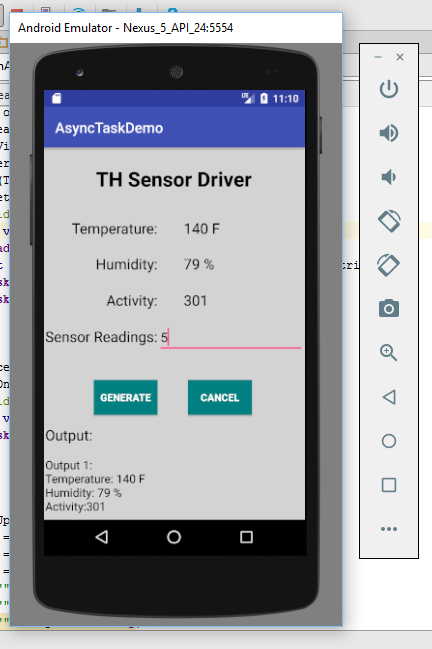 Android Emulator - Nexus_5_API_24:5554
LTE 11:10
AsyncTaskDemo
TH Sensor Driver
Temperature: 140 F
Humidity: 79 %
Activity: 301
Sensor Readings: 5
GENERATE CANCEL
Output:
Output 1:
Temperature: 140 F
Humidity: 79 %
Activity:301